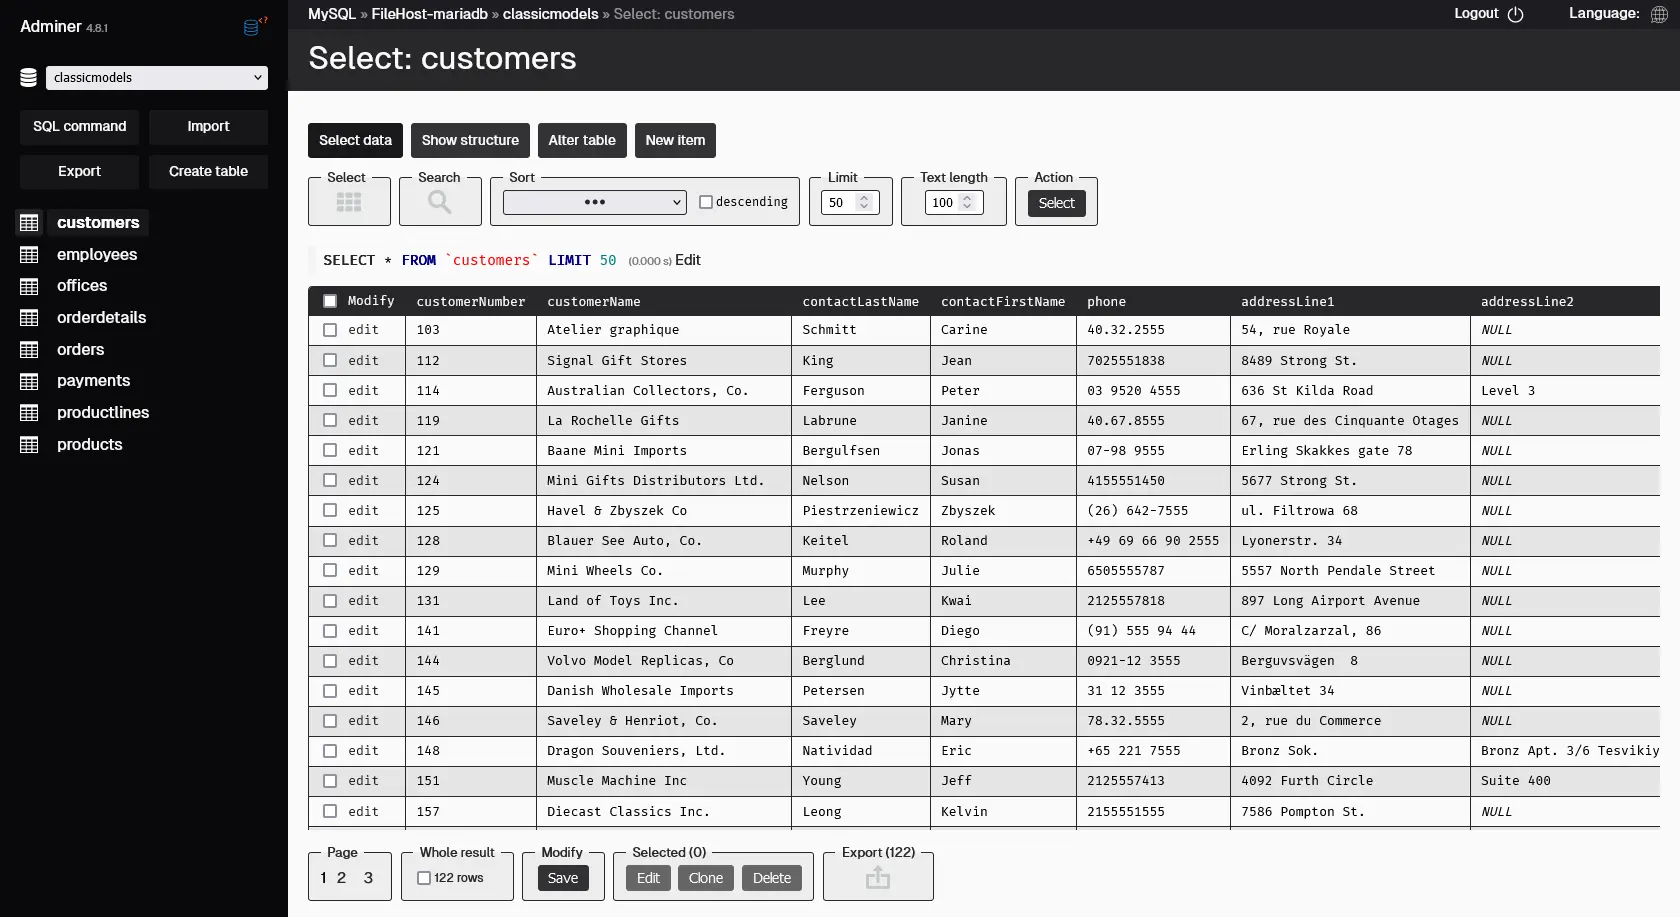 Adminer 4.8.1
classicmodels
SQL command Import
Export Create table
customers
employees
offices
orderdetails
orders
payments
productlines
products
MySQL » FileHost-mariadb » classicmodels » Select: customers
Logout Language:
Select: customers
Select data Show structure Alter table New item
Select Search Sort Limit Text length Action
••• descending 50 100 Select
SELECT * FROM `customers` LIMIT 50 (0.000 s) Edit
Modify customerNumber customerName contactLastName contactFirstName phone addressLine1 addressLine2
edit 103 Atelier graphique Schmitt Carine 40.32.2555 54, rue Royale NULL
edit 112 Signal Gift Stores King Jean 7025551838 8489 Strong St. NULL
edit 114 Australian Collectors, Co. Ferguson Peter 03 9520 4555 636 St Kilda Road Level 3
edit 119 La Rochelle Gifts Labrune Janine 40.67.8555 67, rue des Cinquante Otages NULL
edit 121 Baane Mini Imports Bergulfsen Jonas 07-98 9555 Erling Skakkes gate 78 NULL
edit 124 Mini Gifts Distributors Ltd. Nelson Susan 4155551450 5677 Strong St. NULL
edit 125 Havel & Zbyszek Co Piestrzeniewicz Zbyszek (26) 642-7555 ul. Filtrowa 68 NULL
edit 128 Blauer See Auto, Co. Keitel Roland +49 69 66 90 2555 Lyonerstr. 34 NULL
edit 129 Mini Wheels Co. Murphy Julie 6505555787 5557 North Pendale Street NULL
edit 131 Land of Toys Inc. Lee Kwai 2125557818 897 Long Airport Avenue NULL
edit 141 Euro+ Shopping Channel Freyre Diego (91) 555 94 44 C/ Moralzarzal, 86 NULL
edit 144 Volvo Model Replicas, Co Berglund Christina 0921-12 3555 Berguvsvägen  8 NULL
edit 145 Danish Wholesale Imports Petersen Jytte 31 12 3555 Vinbæltet 34 NULL
edit 146 Saveley & Henriot, Co. Saveley Mary 78.32.5555 2, rue du Commerce NULL
edit 148 Dragon Souveniers, Ltd. Natividad Eric +65 221 7555 Bronz Sok. Bronz Apt. 3/6 Tesvikiy
edit 151 Muscle Machine Inc Young Jeff 2125557413 4092 Furth Circle Suite 400
edit 157 Diecast Classics Inc. Leong Kelvin 2155551555 7586 Pompton St. NULL
Page Whole result Modify Selected (0) Export (122)
1 2 3 122 rows Save Edit Clone Delete